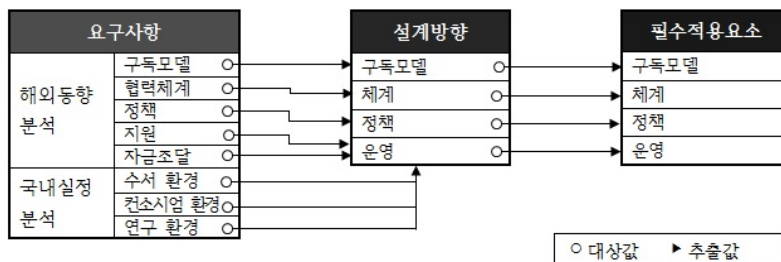 요구사항
해외동향
분석
구독모델
협력체계
정책
지원
자금조달
국내실정
분석
수서 환경
컨소시엄 환경
연구 환경
설계방향
구독모델
체계
정책
운영
필수적용요소
구독모델
체계
정책
운영
○ 대상값 ▶ 추출값